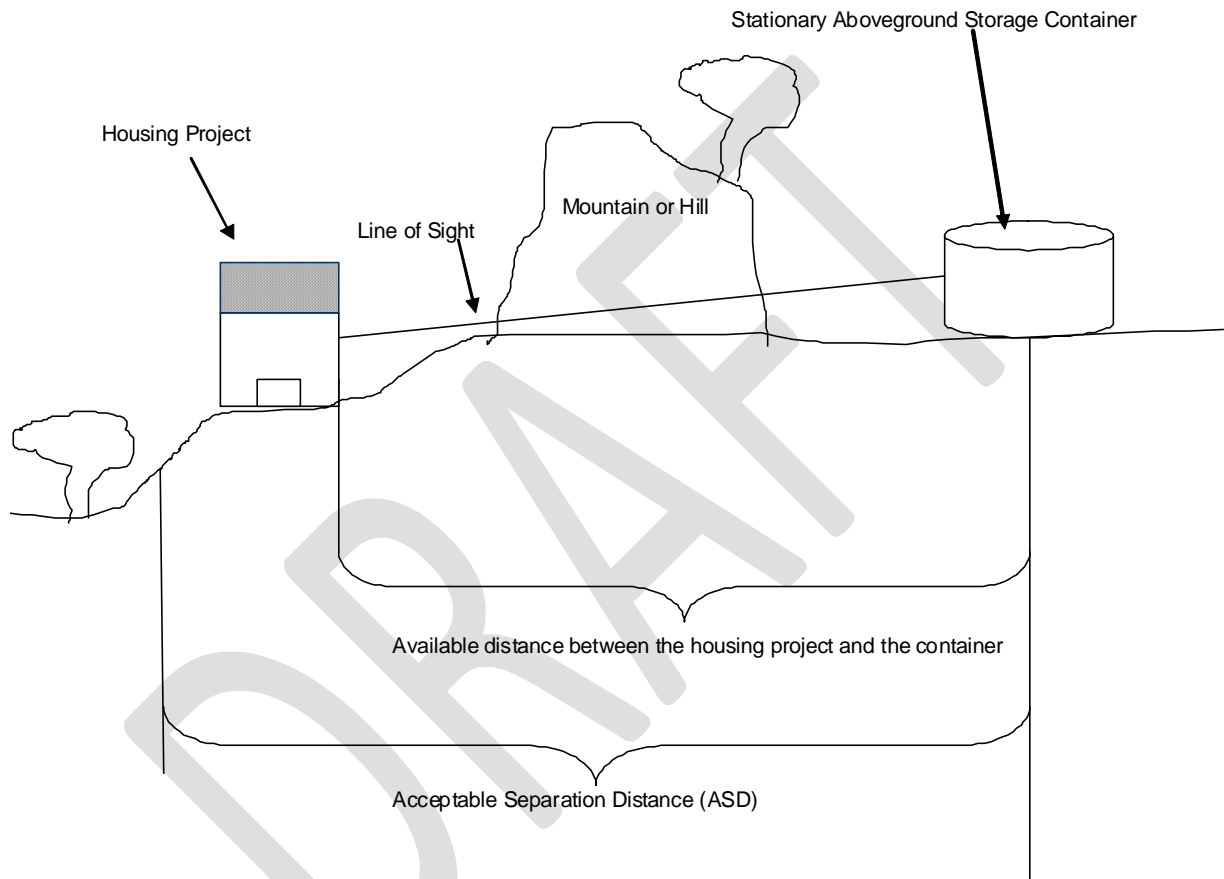 Stationary Aboveground Storage Container
Housing Project
Mountain or Hill
Line of Sight
Available distance between the housing project and the container
Acceptable Separation Distance (ASD)
DRAFT